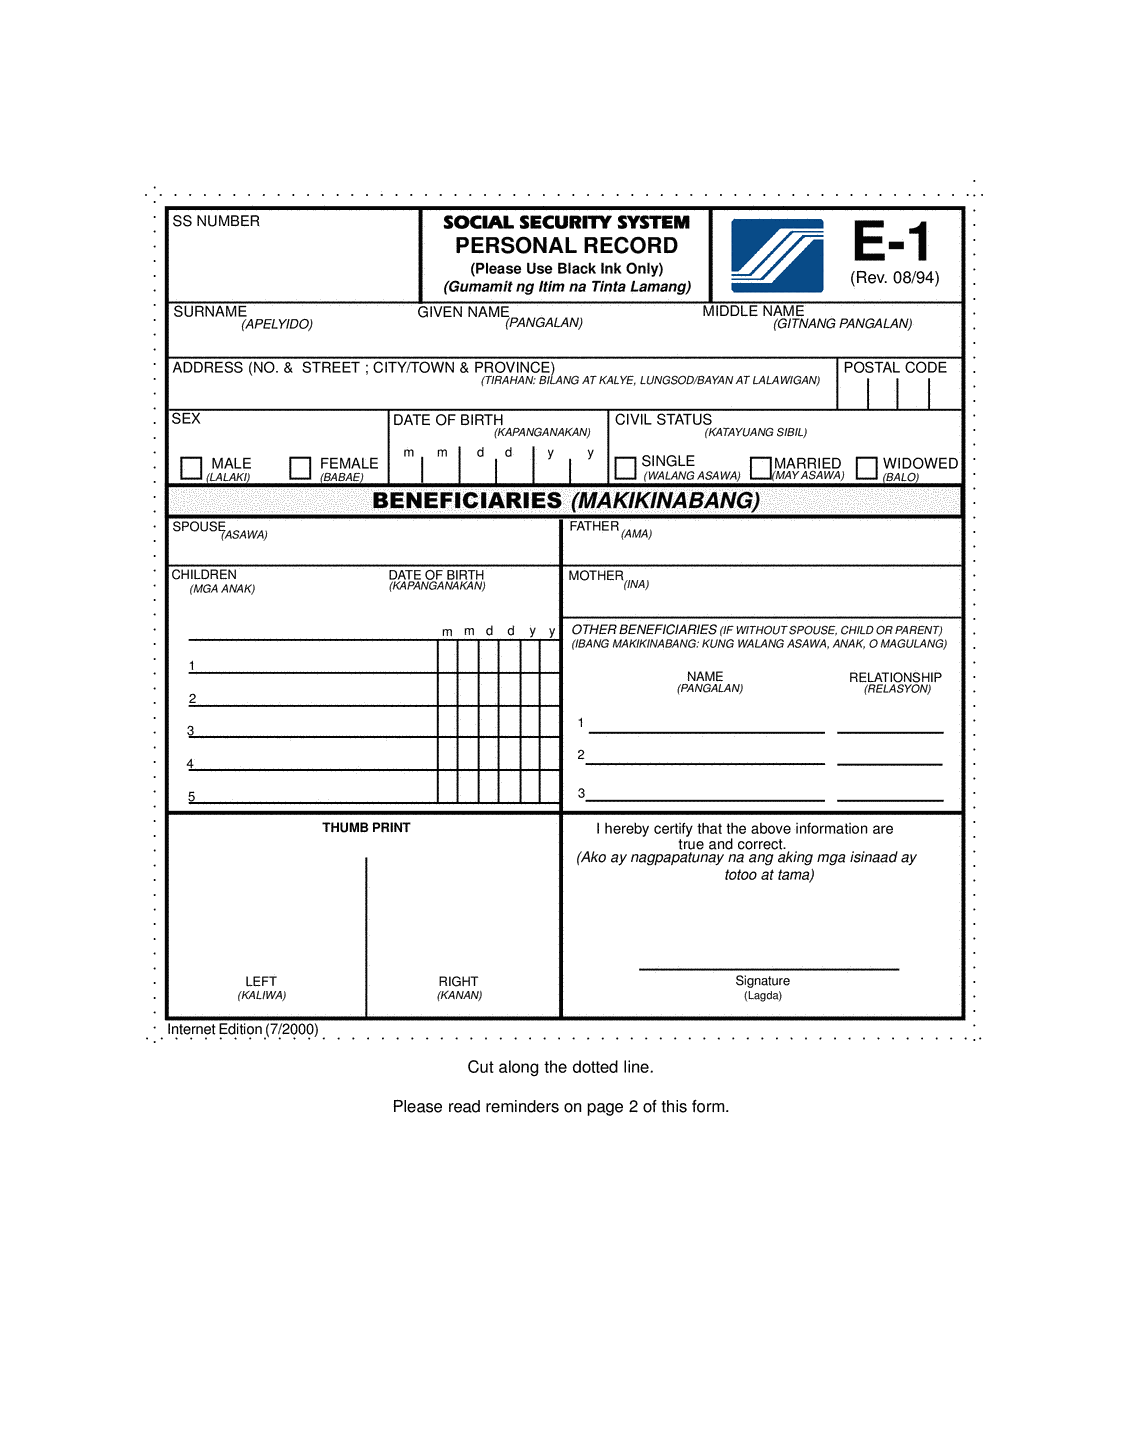 SS NUMBER
SOCIAL SECURITY SYSTEM
PERSONAL RECORD
(Please Use Black Ink Only)
(Gumamit ng Itim na Tinta Lamang)
E-1
(Rev. 08/94)
SURNAME (APELYIDO) GIVEN NAME (PANGALAN) MIDDLE NAME (GITNANG PANGALAN)
ADDRESS (NO. & STREET ; CITY/TOWN & PROVINCE) POSTAL CODE
(TIRAHAN: BILANG AT KALYE, LUNGSOD/BAYAN AT LALAWIGAN)
SEX
MALE (LALAKI) FEMALE (BABAE)
DATE OF BIRTH (KAPANGANAKAN)
m m d d y y
CIVIL STATUS (KATAYUANG SIBIL)
SINGLE (WALANG ASAWA) MARRIED (MAY ASAWA) WIDOWED (BALO)
BENEFICIARIES (MAKIKINABANG)
SPOUSE (ASAWA)
CHILDREN (MGA ANAK) DATE OF BIRTH (KAPANGANAKAN)
m m d d y y
1
2
3
4
5
FATHER (AMA)
MOTHER (INA)
OTHER BENEFICIARIES (IF WITHOUT SPOUSE, CHILD OR PARENT)
(IBANG MAKIKINABANG: KUNG WALANG ASAWA, ANAK, O MAGULANG)
NAME RELATIONSHIP
(PANGALAN) (RELASYON)
1
2
3
THUMB PRINT
LEFT RIGHT
(KALIWA) (KANAN)
I hereby certify that the above information are
true and correct.
(Ako ay nagpapatunay na ang aking mga isinaad ay
totoo at tama)
Signature
(Lagda)
Internet Edition (7/2000)
Cut along the dotted line.
Please read reminders on page 2 of this form.